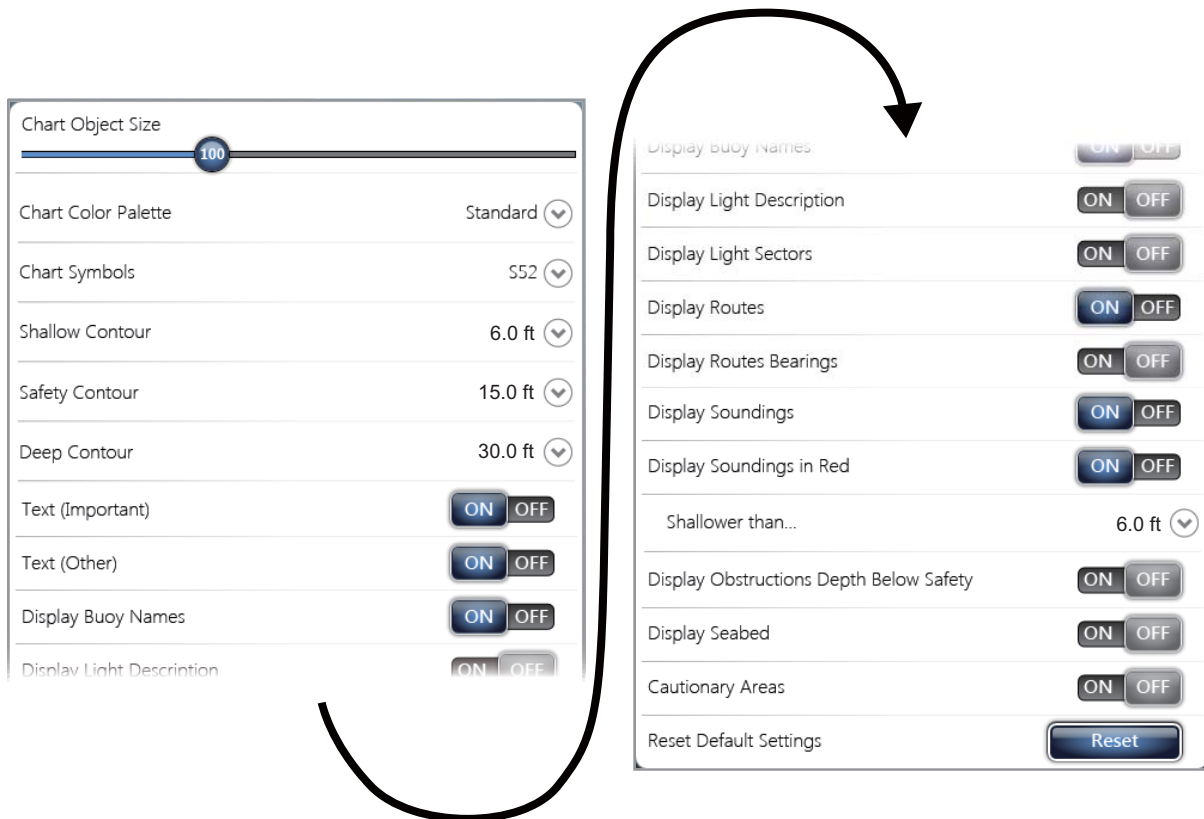 Chart Object Size
100
Chart Color Palette Standard
Chart Symbols S52
Shallow Contour 6.0 ft
Safety Contour 15.0 ft
Deep Contour 30.0 ft
Text (Important) ON OFF
Text (Other) ON OFF
Display Buoy Names ON OFF
Display Light Description ON OFF
Display Buoy Names ON OFF
Display Light Description ON OFF
Display Light Sectors ON OFF
Display Routes ON OFF
Display Routes Bearings ON OFF
Display Soundings ON OFF
Display Soundings in Red ON OFF
Shallower than... 6.0 ft
Display Obstructions Depth Below Safety ON OFF
Display Seabed ON OFF
Cautionary Areas ON OFF
Reset Default Settings Reset